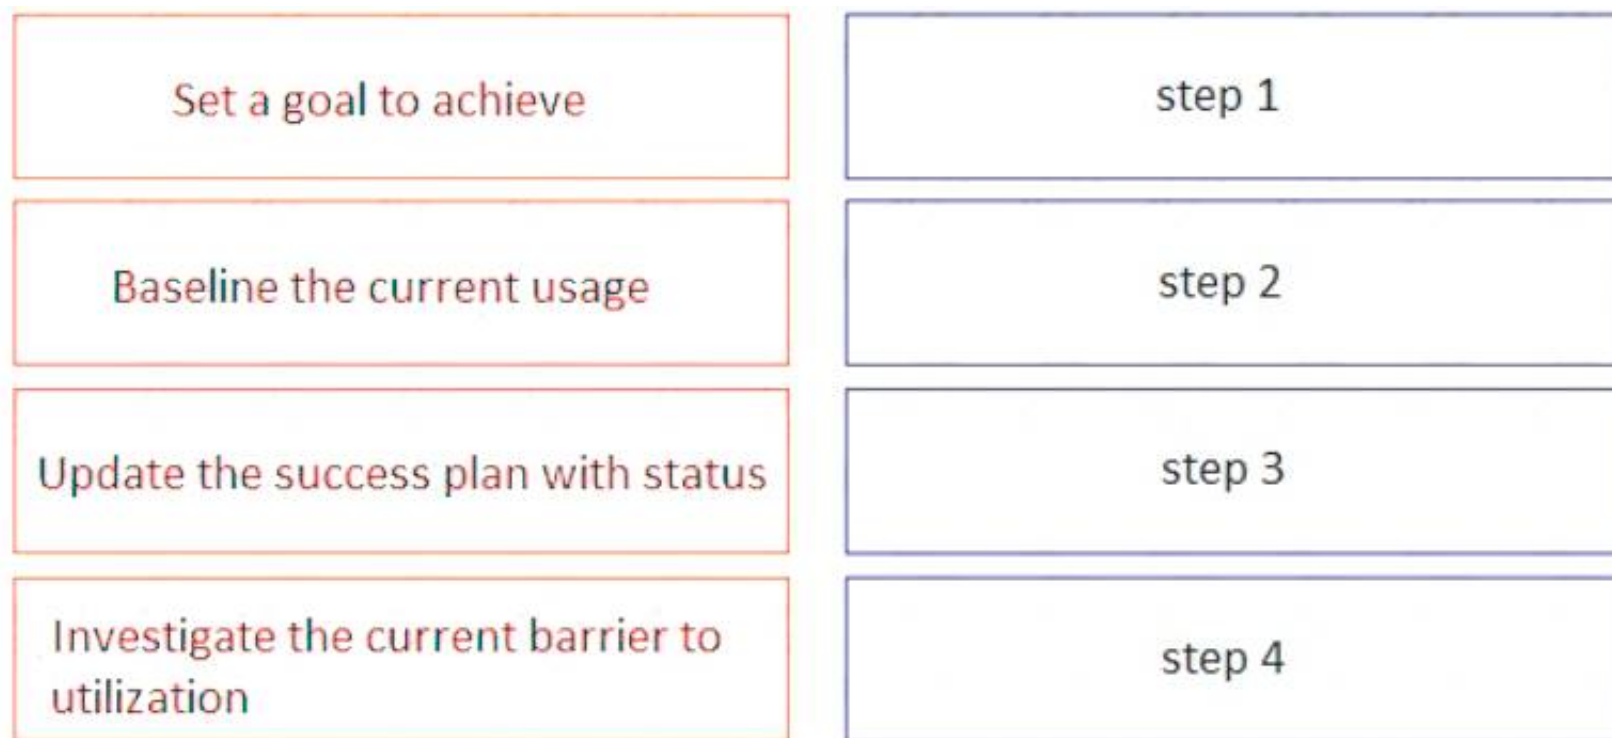 Set a goal to achieve
step 1
Baseline the current usage
step 2
Update the success plan with status
step 3
Investigate the current barrier to
utilization
step 4